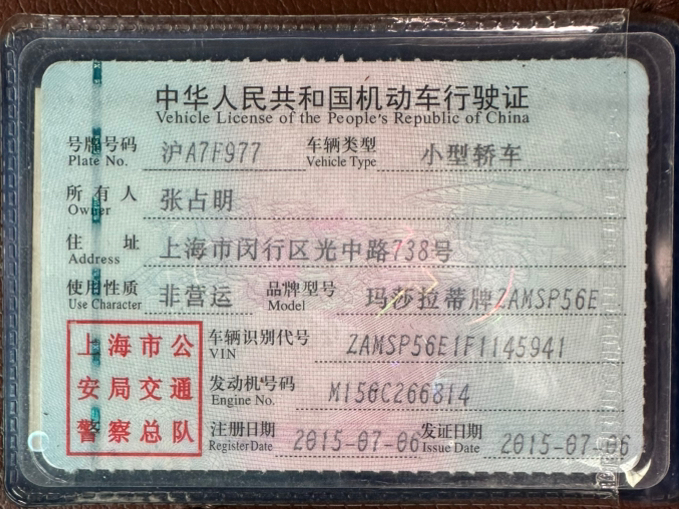 中华人民共和国机动车行驶证
Vehicle License of the People's Republic of China
号牌号码 沪A7F977 车辆类型 小型轿车
Plate No. Vehicle Type
所有人 张占明
Owner
住址 上海市闵行区光中路738号
Address
使用性质 非营运 品牌型号 玛莎拉蒂牌ZAMSP56E
Use Character Model
上海市公
安局交通
警察总队
车辆识别代号 ZAMSP56E1F1145941
VIN
发动机号码 M156C266814
Engine No.
注册日期 2015-07-06 发证日期 2015-07-06
Register Date Issue Date